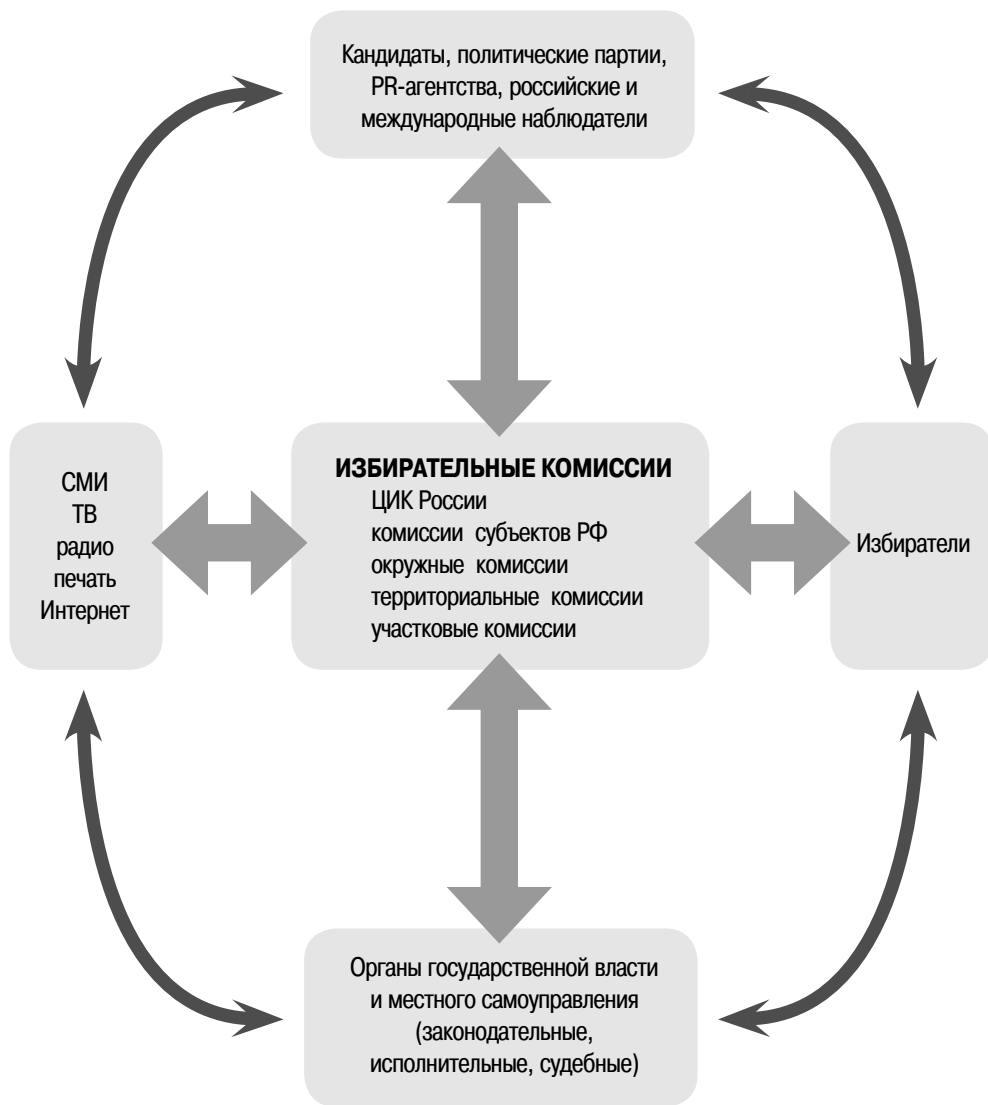 Кандидаты, политические партии,
PR-агентства, российские и
международные наблюдатели
СМИ
ТВ
радио
печать
Интернет
ИЗБИРАТЕЛЬНЫЕ КОМИССИИ
ЦИК России
комиссии субъектов РФ
окружные комиссии
территориальные комиссии
участковые комиссии
Избиратели
Органы государственной власти
и местного самоуправления
(законодательные,
исполнительные, судебные)